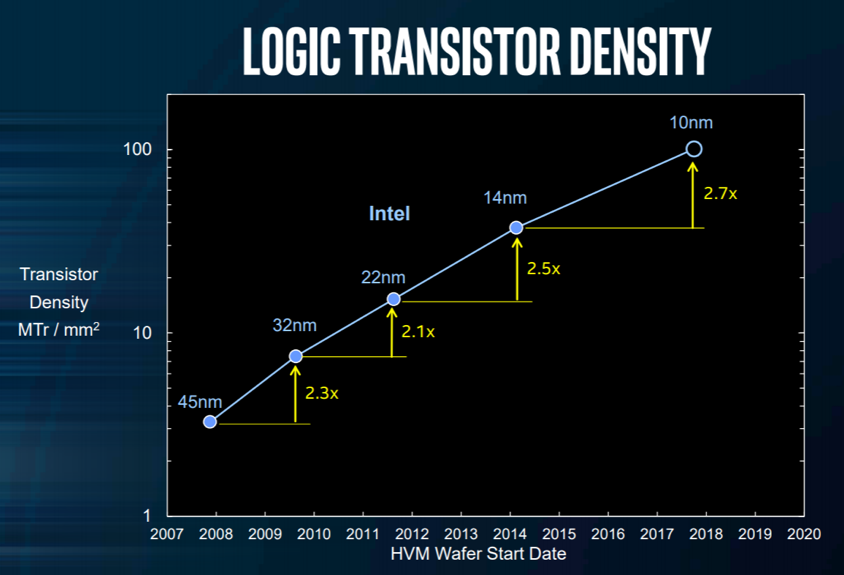 LOGIC TRANSISTOR DENSITY
10nm
100
2.7x
14nm
Intel
2.5x
22nm
Transistor
Density
MTr / mm²
32nm
10
2.1x
45nm
2.3x
1
2007 2008 2009 2010 2011 2012 2013 2014 2015 2016 2017 2018 2019 2020
HVM Wafer Start Date